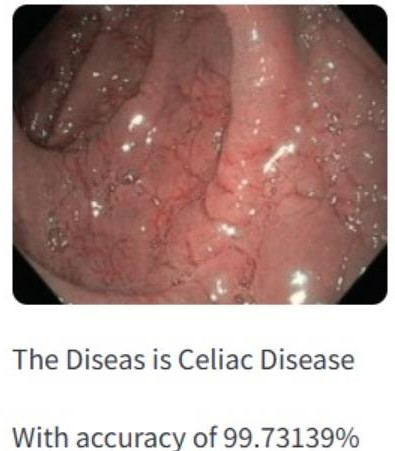 The Diseas is Celiac Disease
With accuracy of 99.73139%